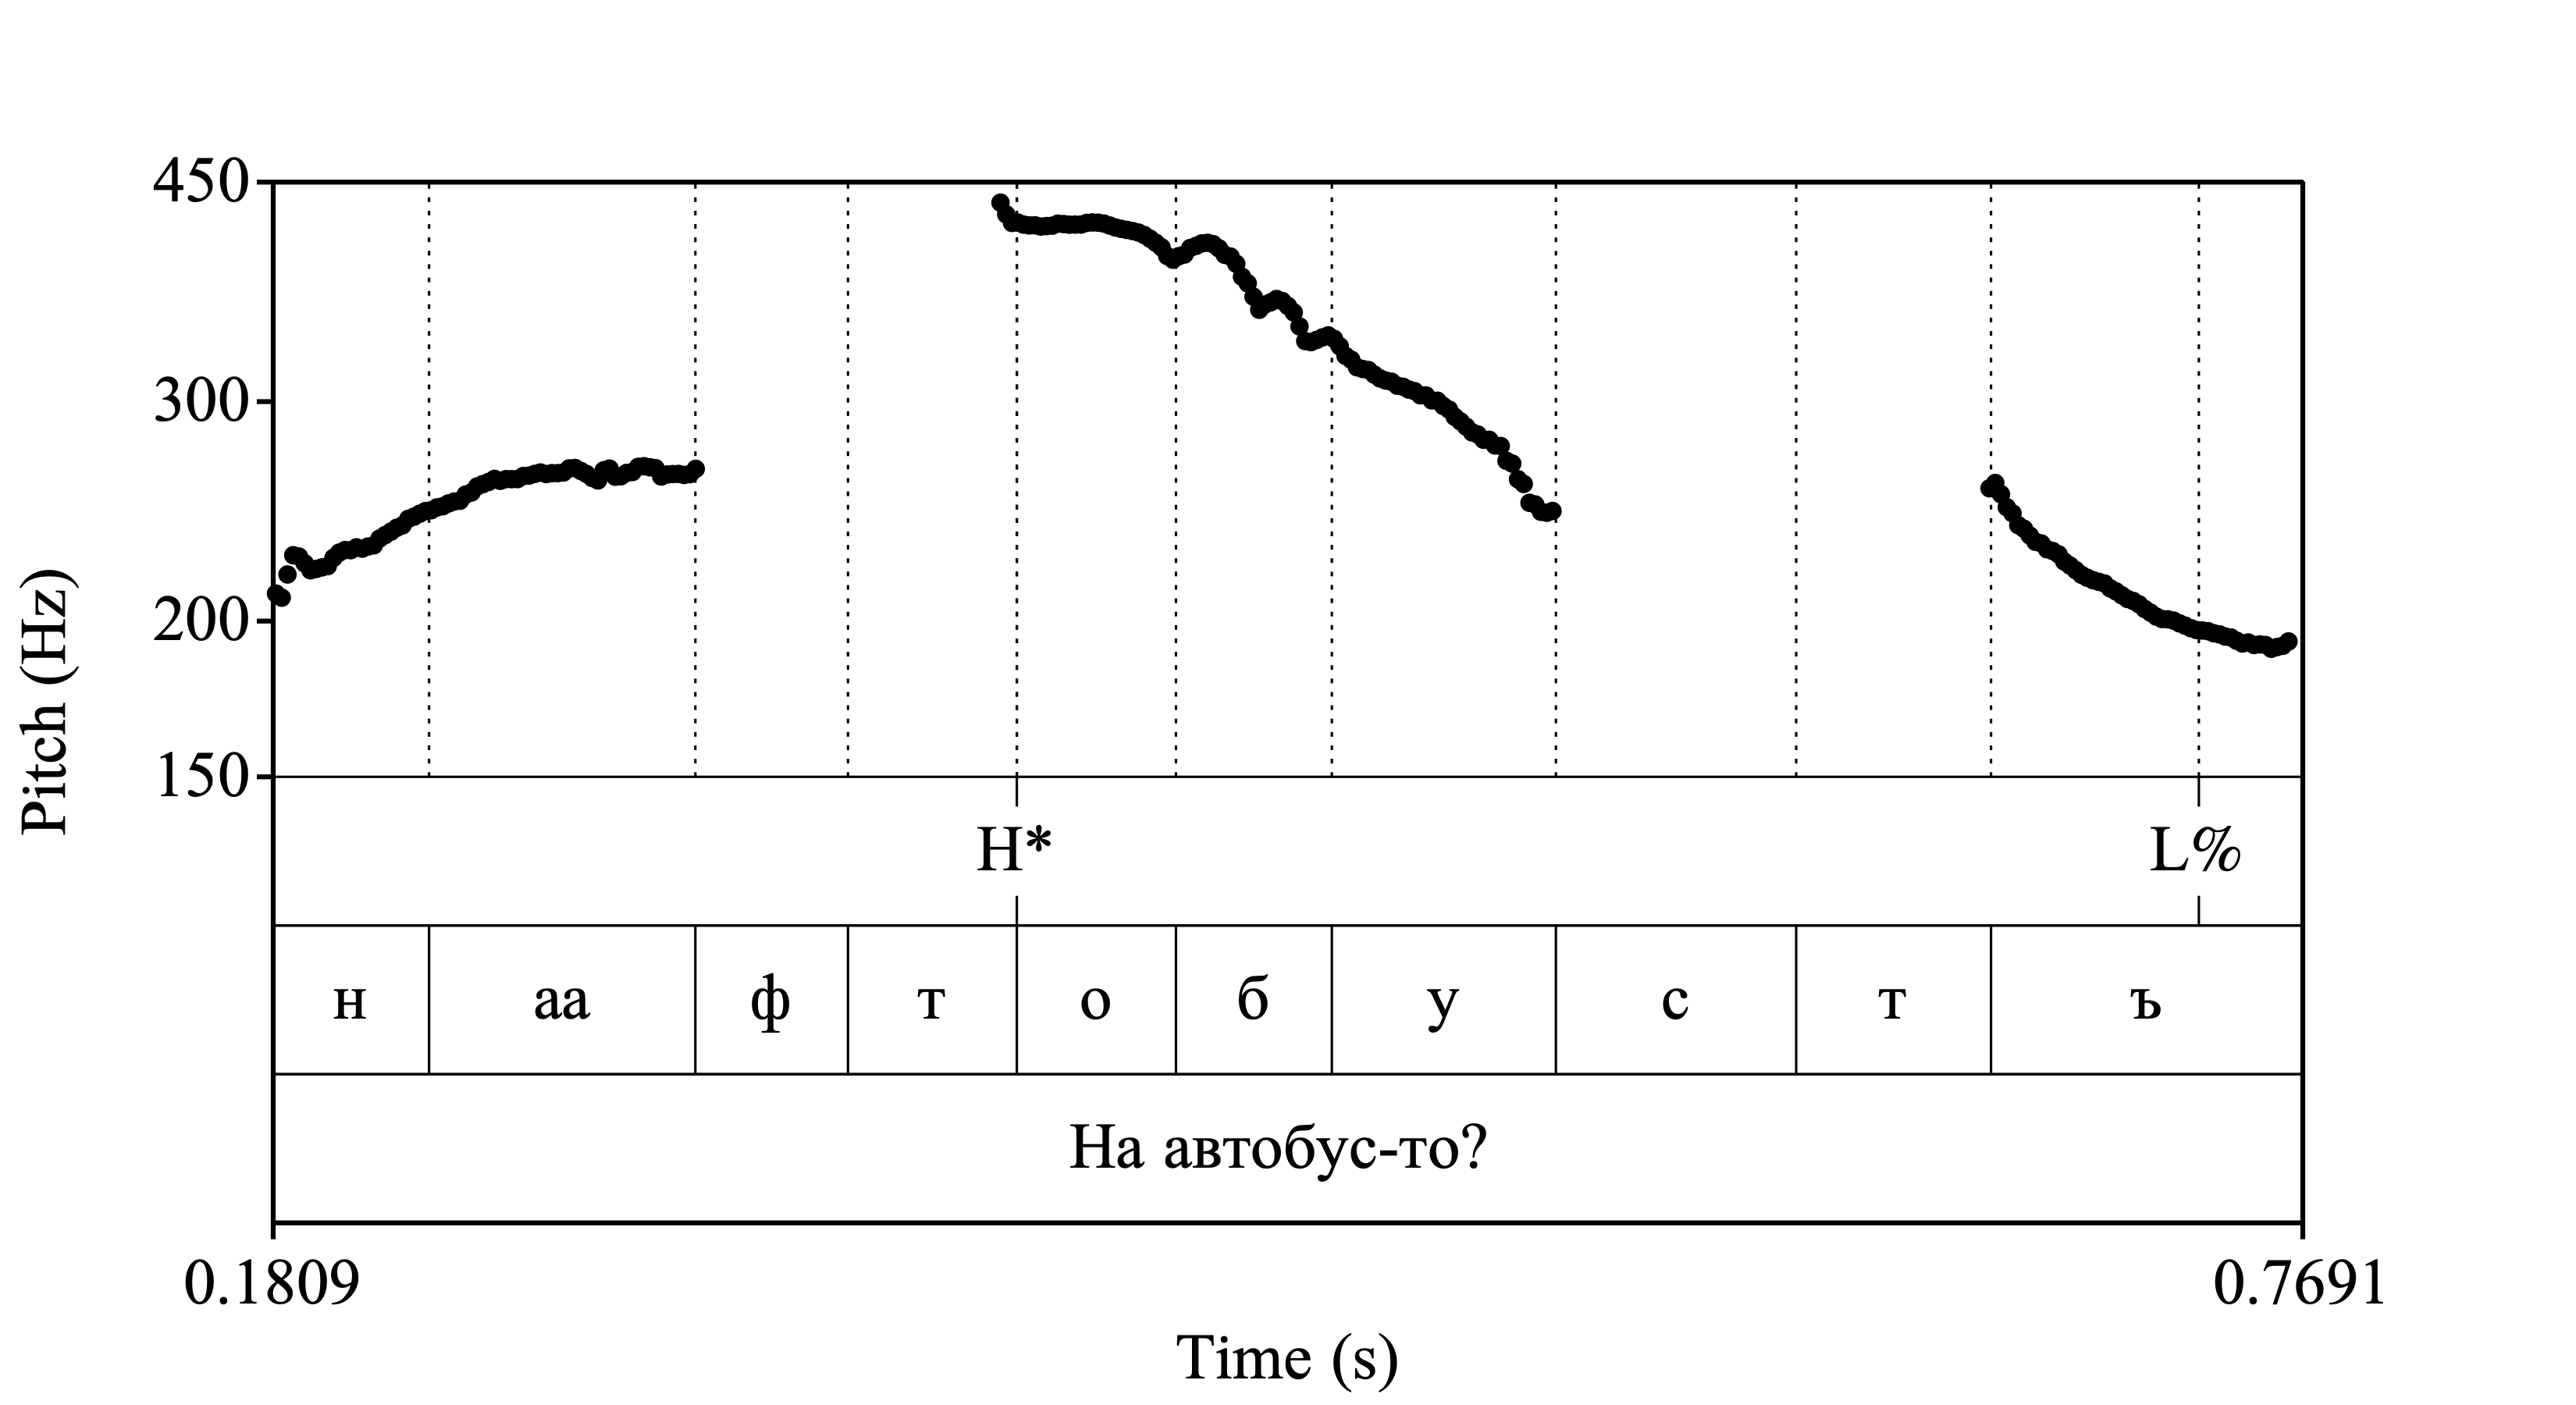 450
300
200
150
Pitch (Hz)
H* L%
н аа ф т о б у с т ъ
На автобус-то?
0.1809 0.7691
Time (s)